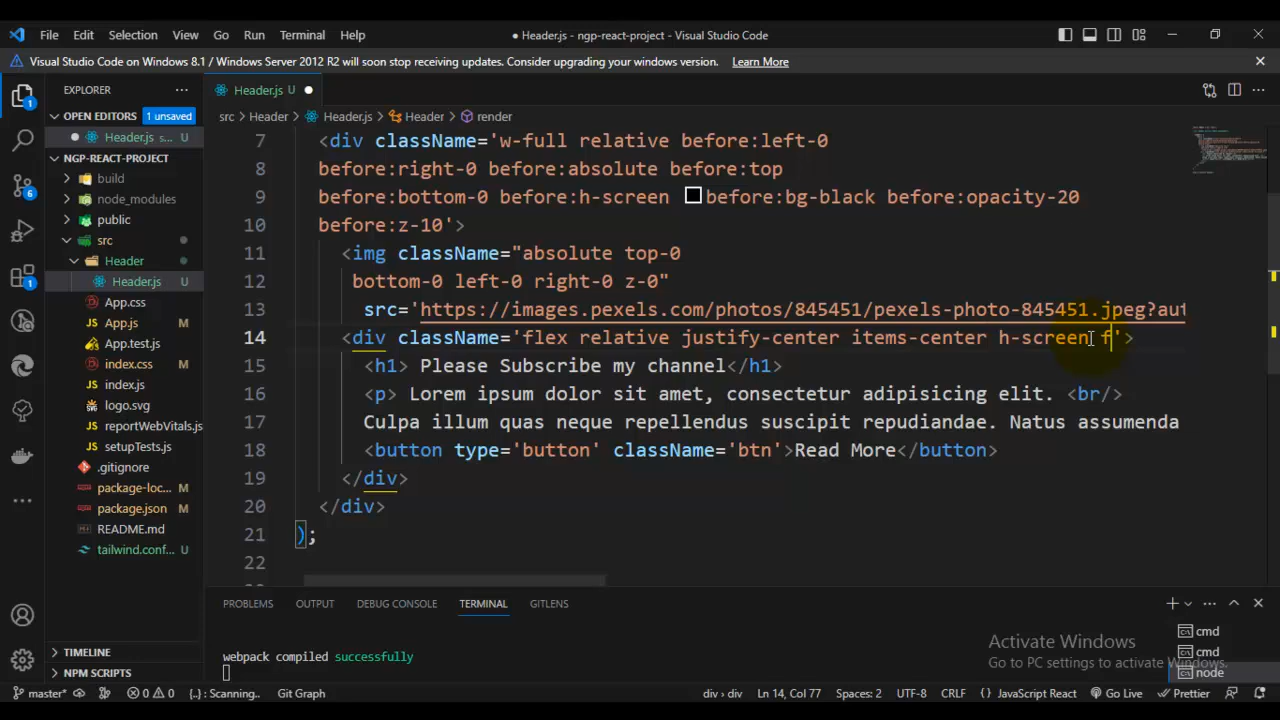 File Edit Selection View Go Run Terminal Help
● Header.js - ngp-react-project - Visual Studio Code
Visual Studio Code on Windows 8.1 / Windows Server 2012 R2 will soon stop receiving updates. Consider upgrading your windows version. Learn More
EXPLORER
OPEN EDITORS 1 unsaved
Header.js s... U
NGP-REACT-PROJECT
build
node_modules
public
src
Header
Header.js U
App.css
App.js M
App.test.js
index.css M
index.js
logo.svg
reportWebVitals.js
setupTests.js
.gitignore
package-loc... M
package.json M
README.md
tailwind.conf... U
TIMELINE
NPM SCRIPTS
1
6
1
Header.js ●
src > Header > Header.js > Header > render
7 <div className='w-full relative before:left-0
8 before:right-0 before:absolute before:top
9 before:bottom-0 before:h-screen before:bg-black before:opacity-20
10 before:z-10'>
11 <img className="absolute top-0
12 bottom-0 left-0 right-0 z-0"
13 src='https://images.pexels.com/photos/845451/pexels-photo-845451.jpeg?aut
14 <div className='flex relative justify-center items-center h-screen f'>
15 <h1> Please Subscribe my channel</h1>
16 <p> Lorem ipsum dolor sit amet, consectetur adipisicing elit. <br/>
17 Culpa illum quas neque repellendus suscipit repudiandae. Natus assumenda
18 <button type='button' className='btn'>Read More</button>
19 </div>
20 </div>
21 );
22
PROBLEMS OUTPUT DEBUG CONSOLE TERMINAL GITLENS
webpack compiled successfully
cmd
cmd
node
Activate Windows
Go to PC settings to activate Windows.
master* 0 0 {..} : Scanning.. Git Graph div > div Ln 14, Col 77 Spaces: 2 UTF-8 CRLF {} JavaScript React Go Live Prettier